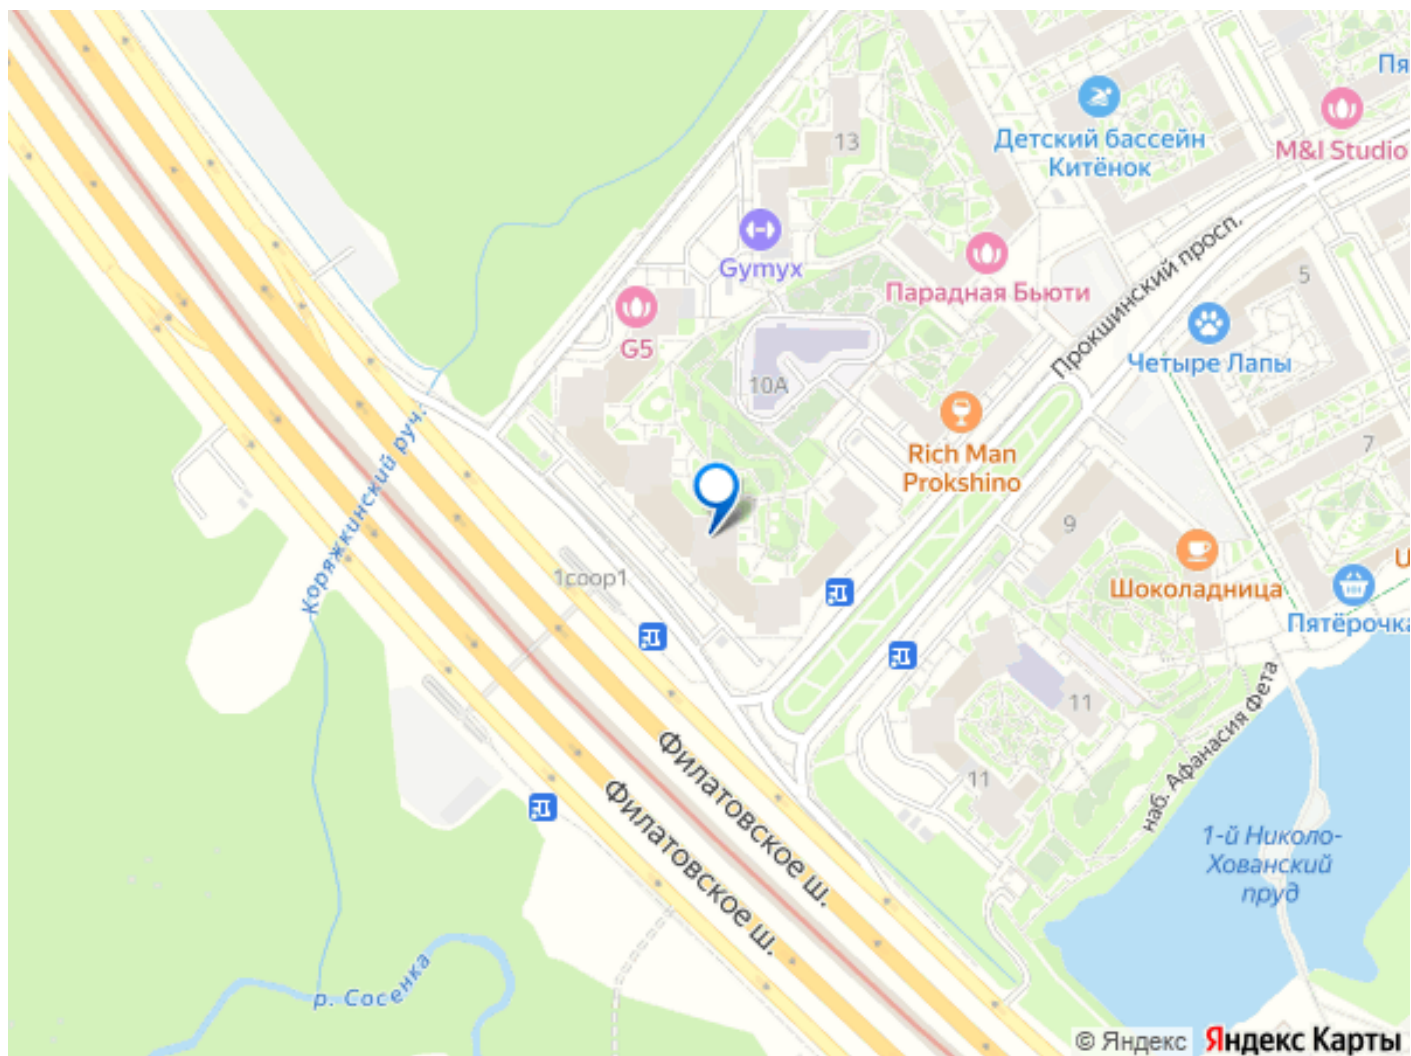 Пя
M&I Studio
Детский бассейн
Китёнок
13
Gymyx
Парадная Бьюти
Прокшинский просп.
5
G5
Четыре Лапы
10А
Rich Man
Prokshino
7
9
Коряжкинский руч.
1соор1
Шоколадница
U
Пятёрочка
11
11
наб. Афанасия Фета
Филатовское ш.
Филатовское ш.
1-й Николо-
Хованский
пруд
р. Сосенка
© Яндекс Яндекс Карты